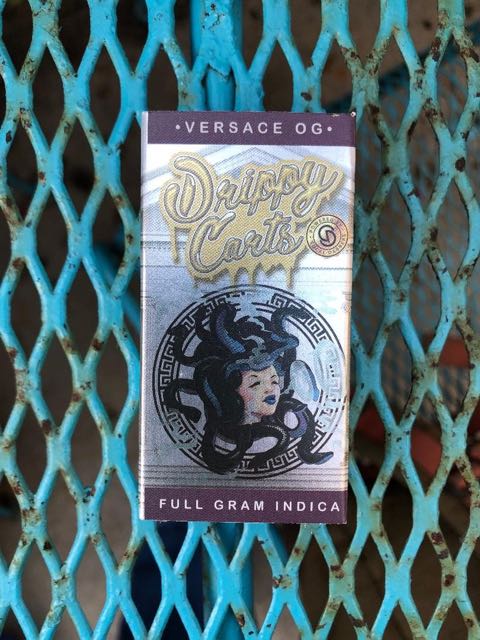 •VERSACE OG•
Drippy
Carts
FULL GRAM INDICA